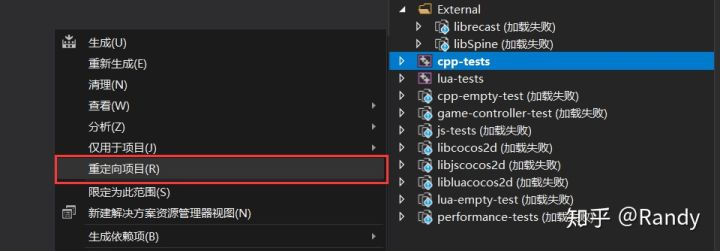 生成(U)
重新生成(E)
清理(N)
查看(W)
分析(Z)
仅用于项目(J)
重定向项目(R)
限定为此范围(S)
新建解决方案资源管理器视图(N)
生成依赖项(B)
External
librecast (加载失败)
libSpine (加载失败)
cpp-tests
lua-tests
cpp-empty-test (加载失败)
game-controller-test (加载失败)
js-tests (加载失败)
libcocos2d (加载失败)
libjscocos2d (加载失败)
libluacocos2d (加载失败)
lua-empty-test (加载失败)
performance-tests (加载失败)
知乎 @Randy